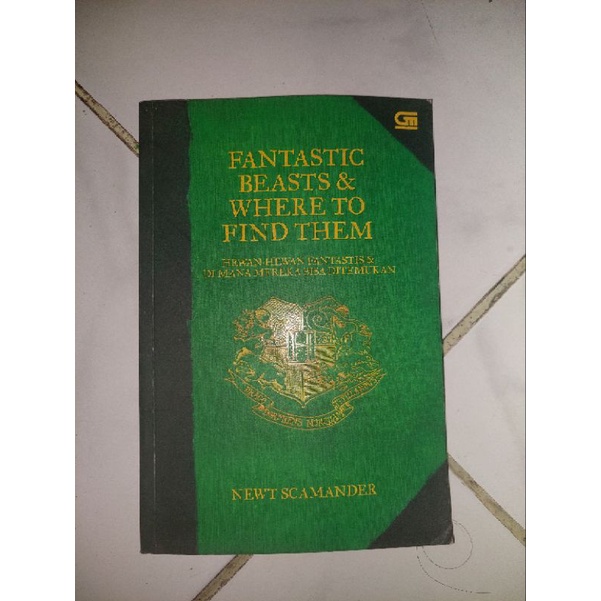 FANTASTIC
BEASTS &
WHERE TO
FIND THEM
HEWAN-HEWAN FANTASTIS &
DI MANA MEREKA BISA DITEMUKAN
H
NEWT SCAMANDER